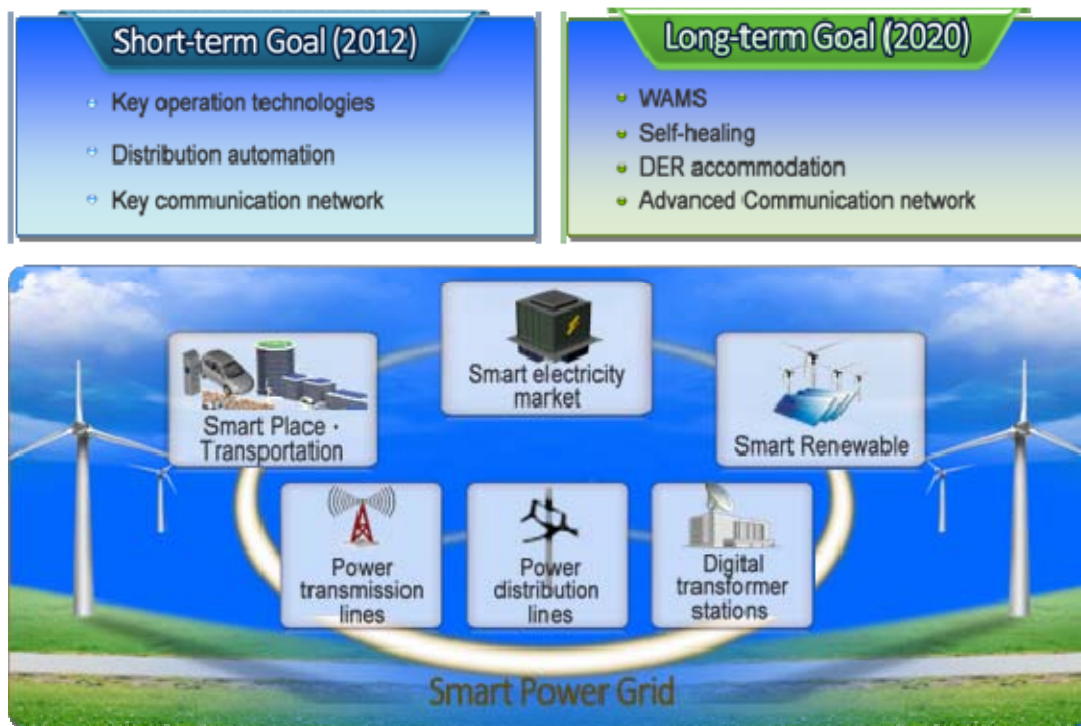 Short-term Goal (2012)
Key operation technologies
Distribution automation
Key communication network
Long-term Goal (2020)
WAMS
Self-healing
DER accommodation
Advanced Communication network
Smart electricity
market
Smart Place ·
Transportation
Smart Renewable
Power
transmission
lines
Power
distribution
lines
Digital
transformer
stations
Smart Power Grid